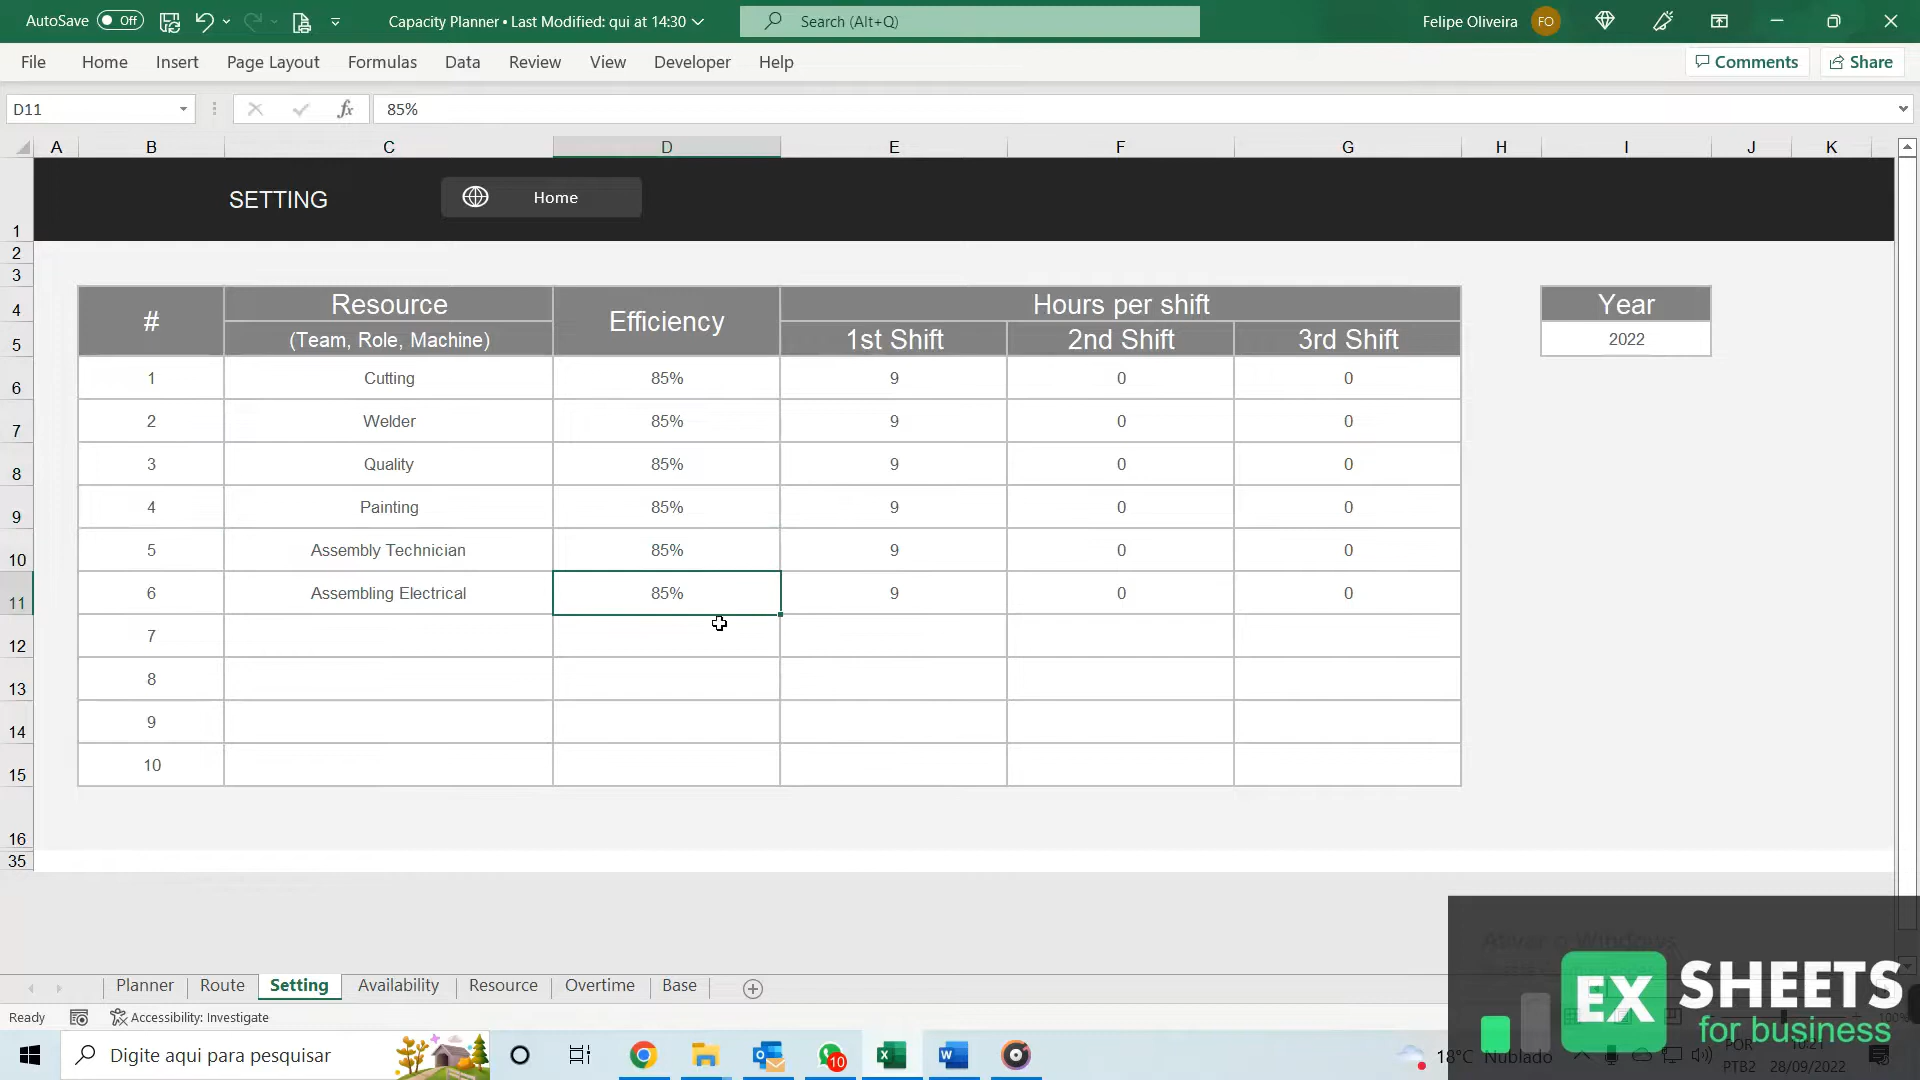 AutoSave Off Capacity Planner • Last Modified: qui at 14:30 Search (Alt+Q) Felipe Oliveira FO
File Home Insert Page Layout Formulas Data Review View Developer Help Comments Share
D11 fx 85%
A B C D E F G H I J K
1 SETTING Home
2
3
4 # Resource Efficiency Hours per shift Year
5 (Team, Role, Machine) 1st Shift 2nd Shift 3rd Shift 2022
6 1 Cutting 85% 9 0 0
7 2 Welder 85% 9 0 0
8 3 Quality 85% 9 0 0
9 4 Painting 85% 9 0 0
10 5 Assembly Technician 85% 9 0 0
11 6 Assembling Electrical 85% 9 0 0
12 7
13 8
14 9
15 10
16
35
Planner Route Setting Availability Resource Overtime Base
Ready Accessibility: Investigate 100%
EX SHEETS
for business
Digite aqui para pesquisar 10 18°C Nublado POR 10:21
PTB2 28/09/2022